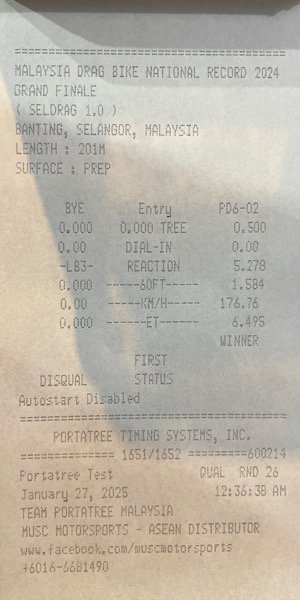 ========================================
MALAYSIA DRAG BIKE NATIONAL RECORD 2024
GRAND FINALE
( SELDRAG 1.0 )
BANTING, SELANGOR, MALAYSIA
LENGTH : 201M
SURFACE : PREP
BYE Entry PD6-02
0.000 0.000 TREE 0.500
0.00 DIAL-IN 0.00
-LB3- REACTION 5.278
0.000 -----60FT----- 1.584
0.00 -----KM/H----- 176.76
0.000 ------ET------ 6.495
WINNER
FIRST
DISQUAL STATUS
Autostart Disabled
========================================
PORTATREE TIMING SYSTEMS, INC.
============== 1651/1652 =========600214
Portatree Test QUAL RND 26
January 27, 2025 12:36:38 AM
TEAM PORTATREE MALAYSIA
MUSC MOTORSPORTS - ASEAN DISTRIBUTOR
www.facebook.com/muscmotorsports
+6016-6681490